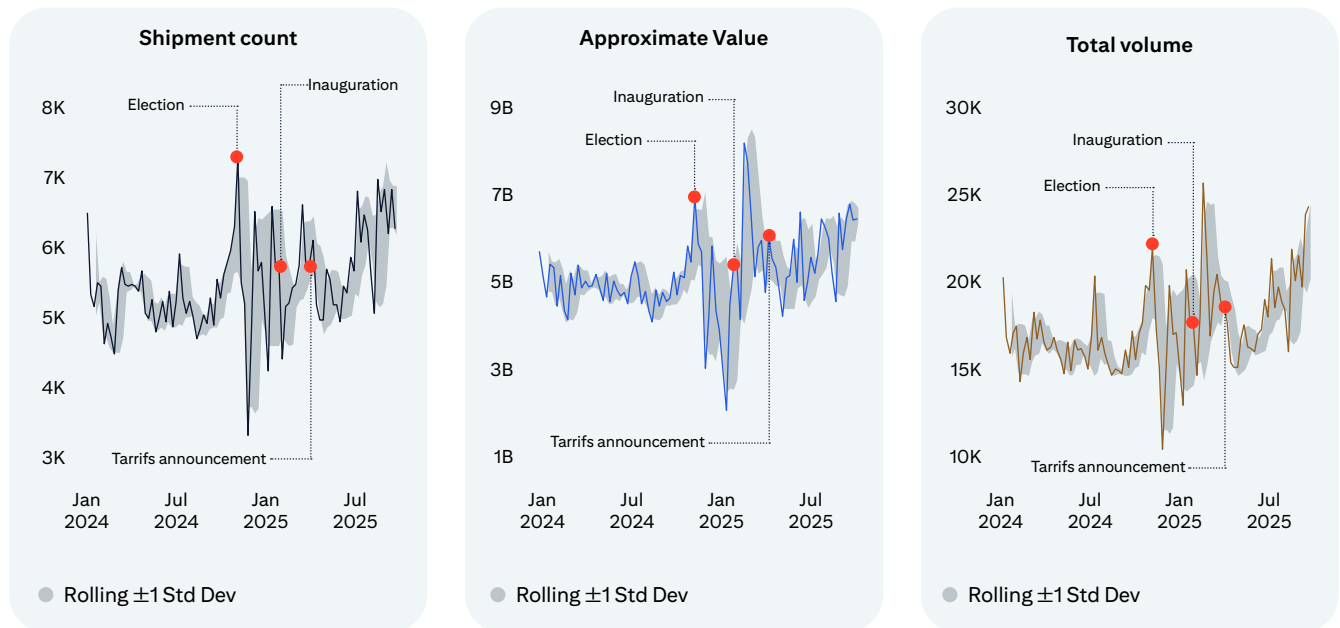 Shipment count
Inauguration
Election
8K
7K
6K
5K
4K
3K
Tarrifs announcement
Jan
2024
Jul
2024
Jan
2025
Jul
2025
Rolling ±1 Std Dev
Approximate Value
9B
Inauguration
Election
7B
5B
3B
Tarrifs announcement
1B
Jan
2024
Jul
2024
Jan
2025
Jul
2025
Rolling ±1 Std Dev
Total volume
30K
Inauguration
Election
25K
20K
15K
10K
Tarrifs announcement
Jan
2024
Jul
2024
Jan
2025
Jul
2025
Rolling ±1 Std Dev